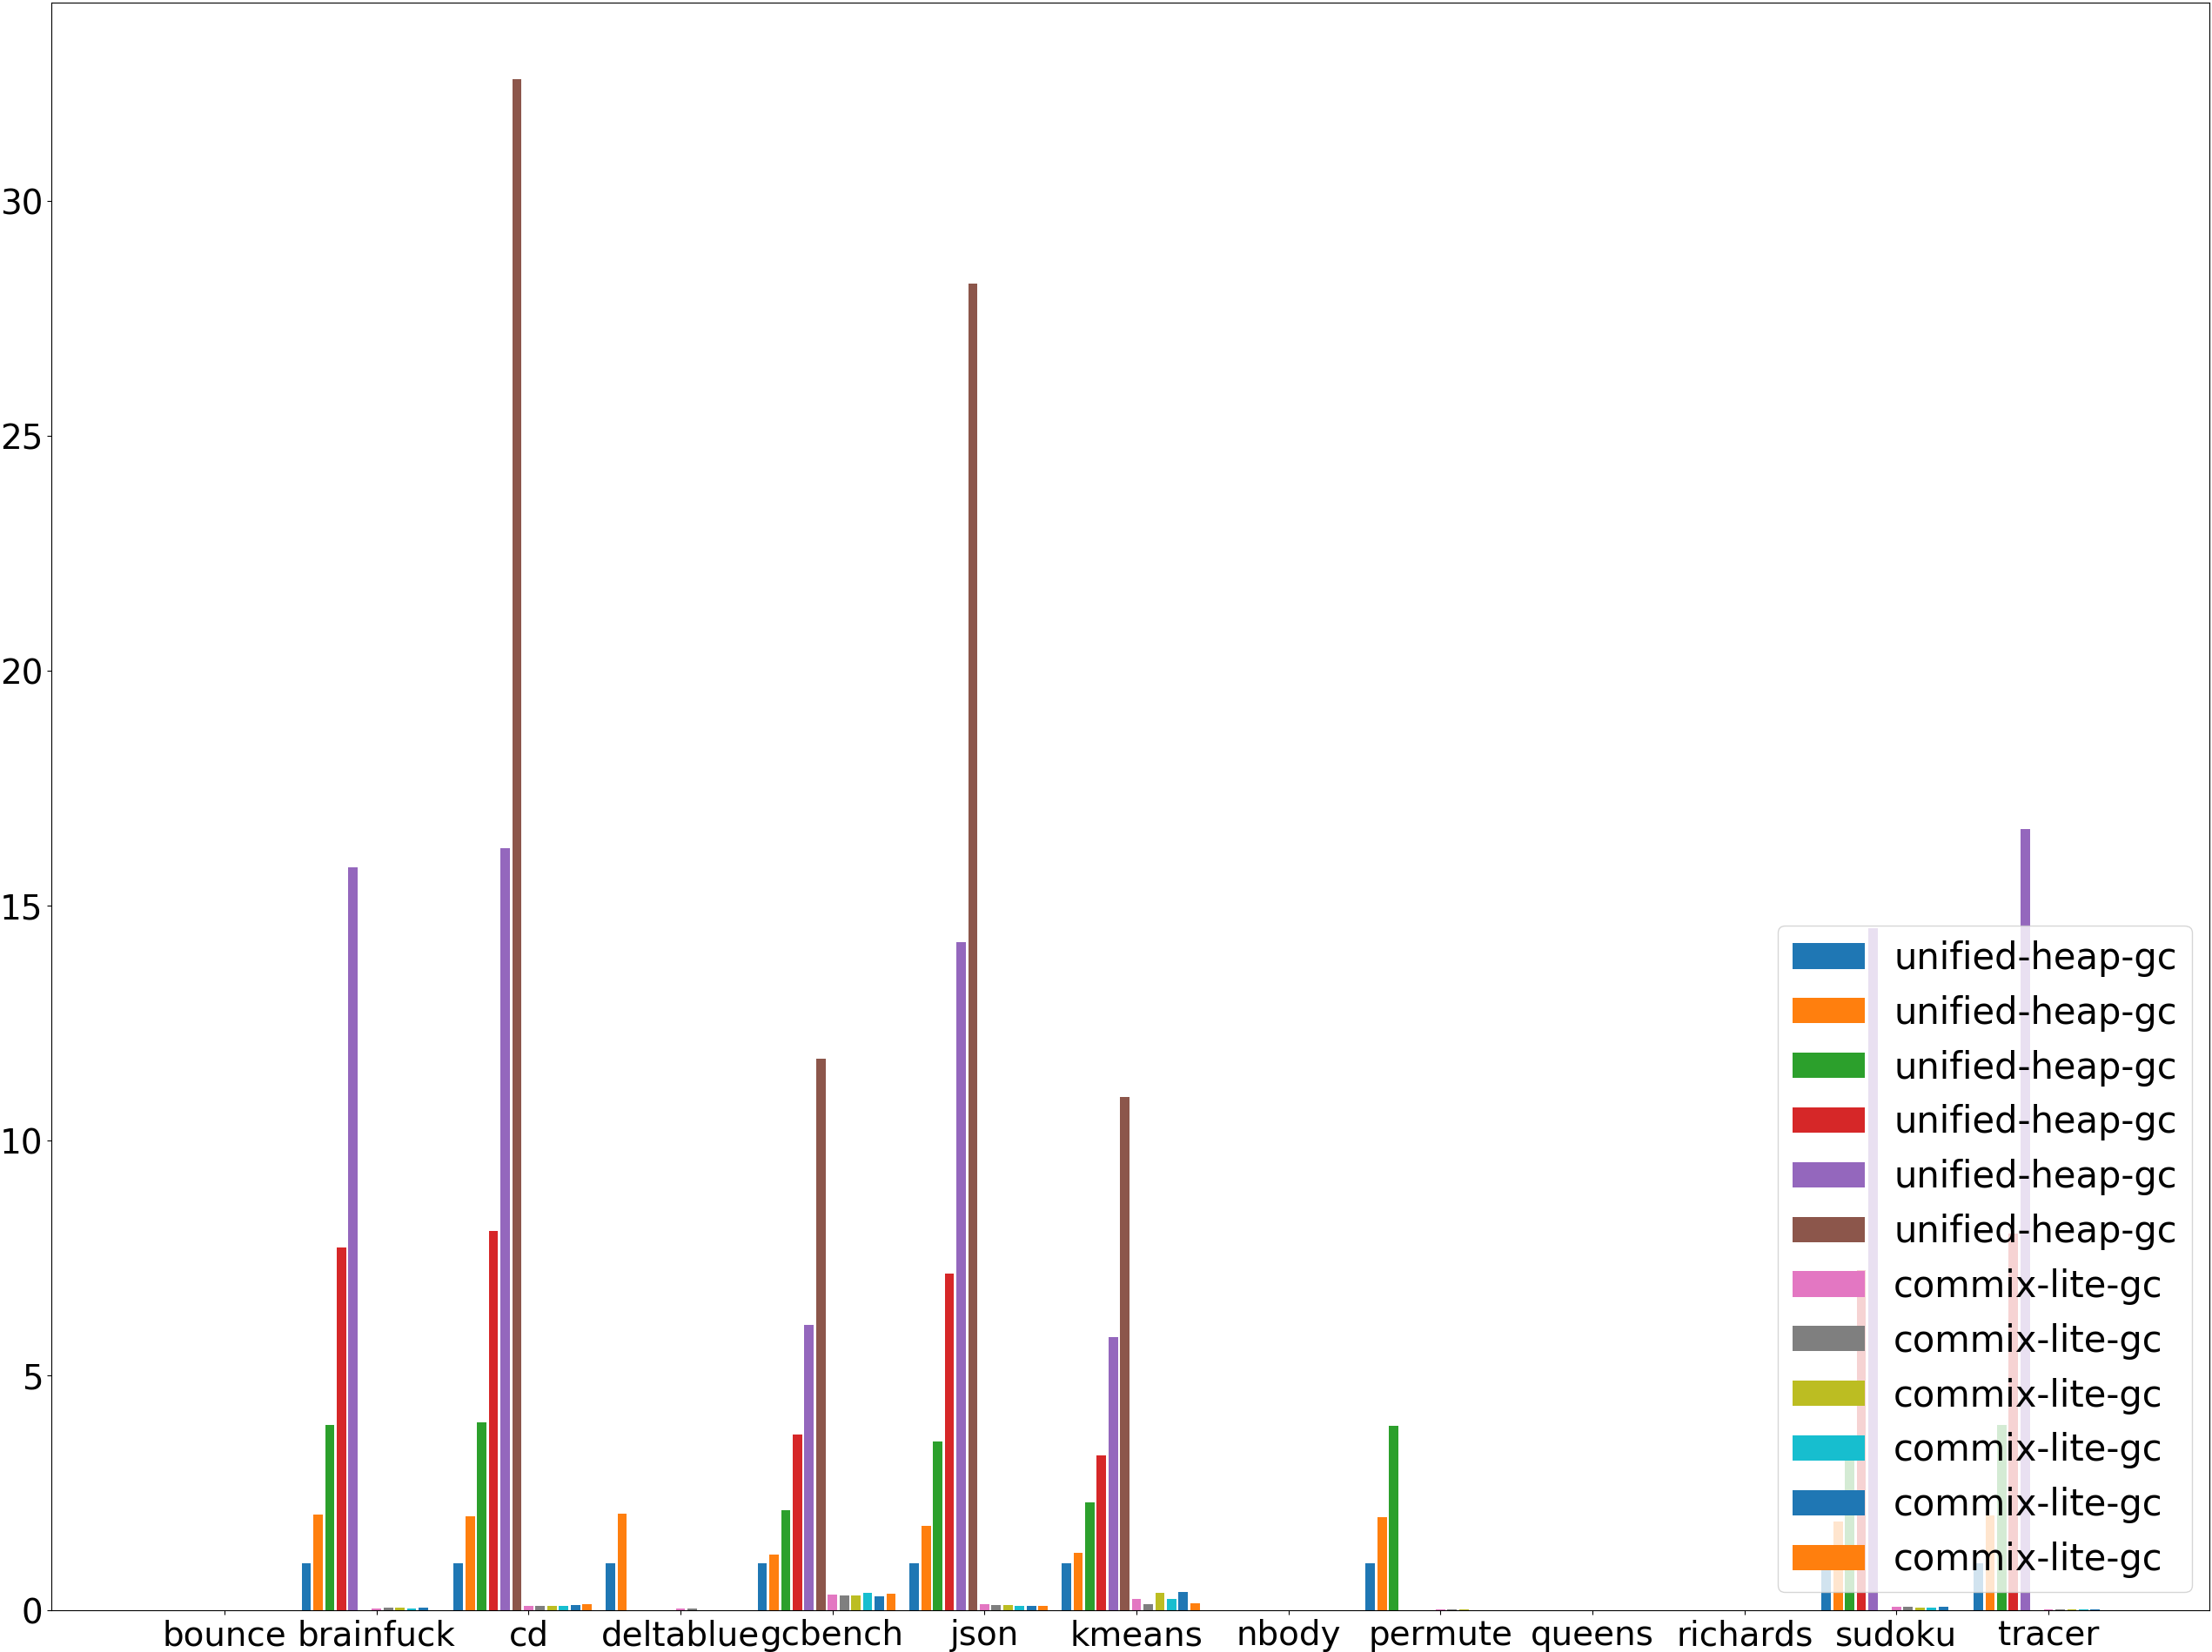 30
25
20
15
10
5
0
unified-heap-gc
unified-heap-gc
unified-heap-gc
unified-heap-gc
unified-heap-gc
unified-heap-gc
commix-lite-gc
commix-lite-gc
commix-lite-gc
commix-lite-gc
commix-lite-gc
commix-lite-gc
bounce brainfuck cd deltablue gcbench json kmeans nbody permute queens richards sudoku tracer